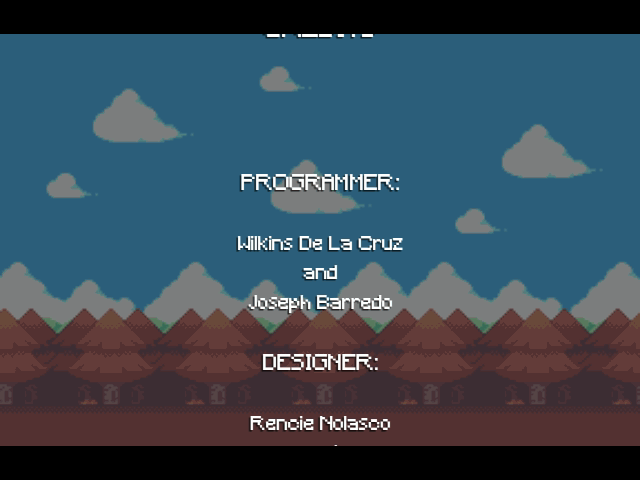 PROGRAMMER:
Wilkins De La Cruz
and
Joseph Barredo
DESIGNER:
Rencie Nolasco